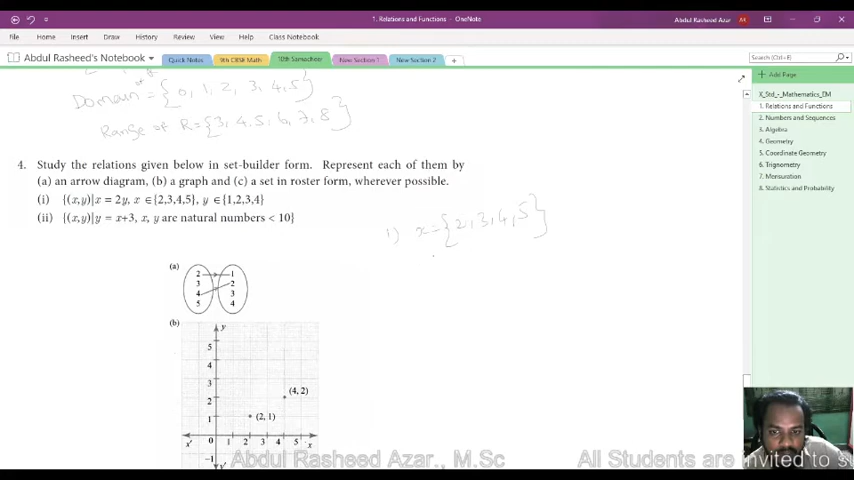 1. Relations and Functions - OneNote
Abdul Rasheed Azar AK
File Home Insert Draw History Review View Help Class Notebook
Abdul Rasheed's Notebook Quick Notes 9th CBSE Math 10th Samacheer New Section 1 New Section 2 +
Search (Ctrl+E)
Add Page
X_Std_-_Mathematics_EM
1. Relations and Functions
2. Numbers and Sequences
3. Algebra
4. Geometry
5. Coordinate Geometry
6. Trignometry
7. Mensuration
8. Statistics and Probability
Domain = {0, 1, 2, 3, 4, 5}
Range of R = {3, 4, 5, 6, 7, 8}
4. Study the relations given below in set-builder form. Represent each of them by
(a) an arrow diagram, (b) a graph and (c) a set in roster form, wherever possible.
(i) {(x,y)|x = 2y, x ∈{2,3,4,5}, y ∈{1,2,3,4}
(ii) {(x,y)|y = x+3, x, y are natural numbers < 10}
i) x = {2, 3, 4, 5}
(a)
2 1
3 2
4 3
5 4
(b)
y
5
4
3
2
1
(4, 2)
(2, 1)
x' 0 1 2 3 4 5 x
-1
y'
Abdul Rasheed Azar., M.Sc All Students are invited to s